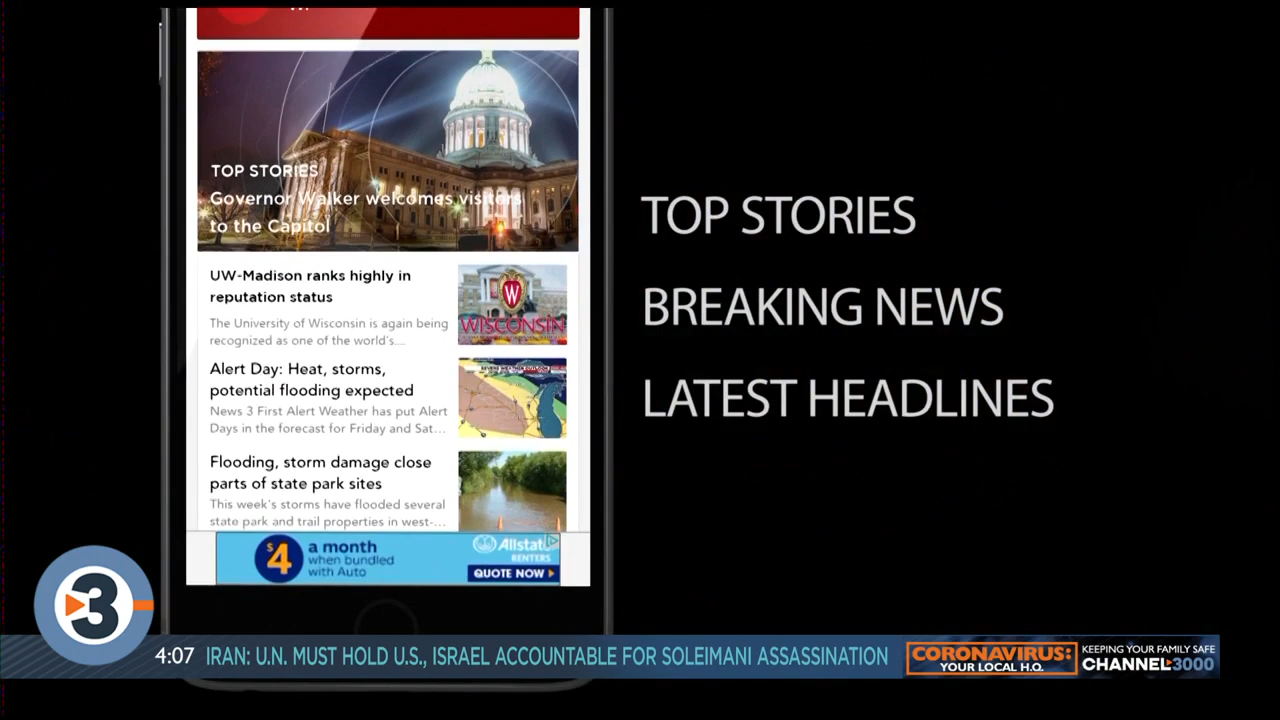 TOP STORIES
Governor Walker welcomes visitors
to the Capitol
UW-Madison ranks highly in
reputation status
The University of Wisconsin is again being
recognized as one of the world's....
W
WISCONSIN
Alert Day: Heat, storms,
potential flooding expected
News 3 First Alert Weather has put Alert
Days in the forecast for Friday and Sat...
SEVERE WEATHER OUTLOOK
Flooding, storm damage close
parts of state park sites
This week's storms have flooded several
state park and trail properties in west-...
$4
a month
when bundled
with Auto
Allstate
RENTERS
QUOTE NOW
TOP STORIES
BREAKING NEWS
LATEST HEADLINES
3
4:07 IRAN: U.N. MUST HOLD U.S., ISRAEL ACCOUNTABLE FOR SOLEIMANI ASSASSINATION
CORONAVIRUS:
YOUR LOCAL H.Q.
KEEPING YOUR FAMILY SAFE
CHANNEL3000